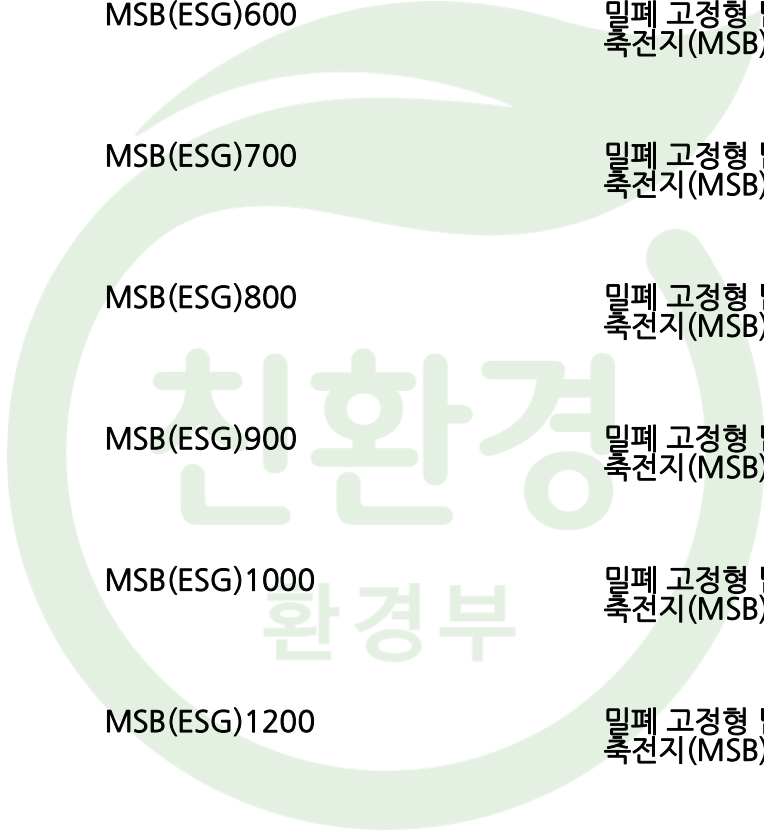 MSB(ESG)600 밀폐 고정형
축전지(MSB)
MSB(ESG)700 밀폐 고정형
축전지(MSB)
MSB(ESG)800 밀폐 고정형
축전지(MSB)
MSB(ESG)900 밀폐 고정형
축전지(MSB)
MSB(ESG)1000 밀폐 고정형
축전지(MSB)
MSB(ESG)1200 밀폐 고정형
축전지(MSB)
친환경
환경부